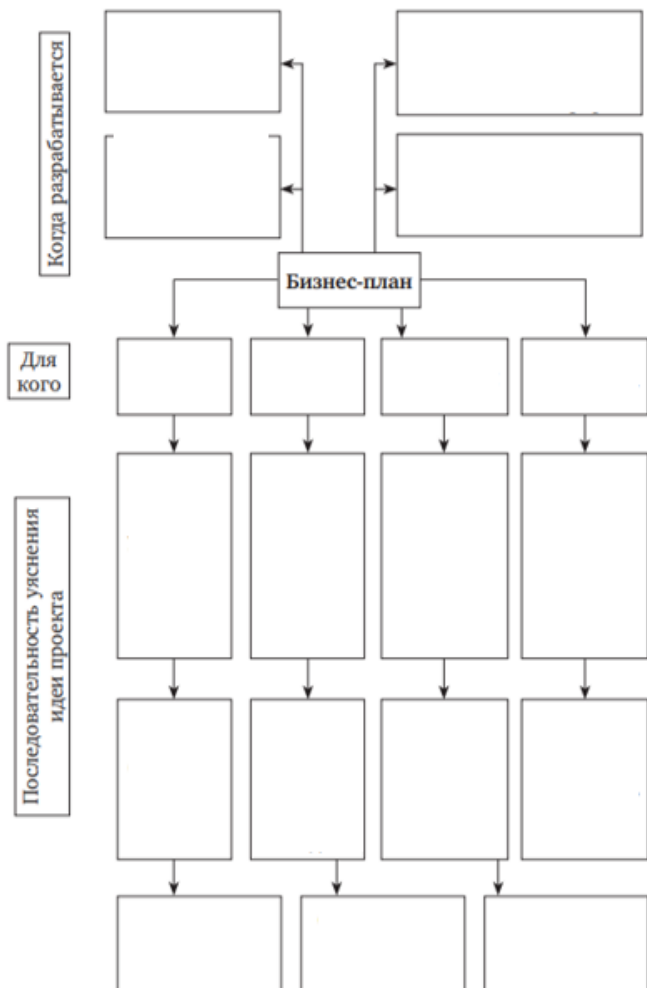 Когда разрабатывается
Бизнес-план
Для
кого
Последовательность уяснения
идеи проекта